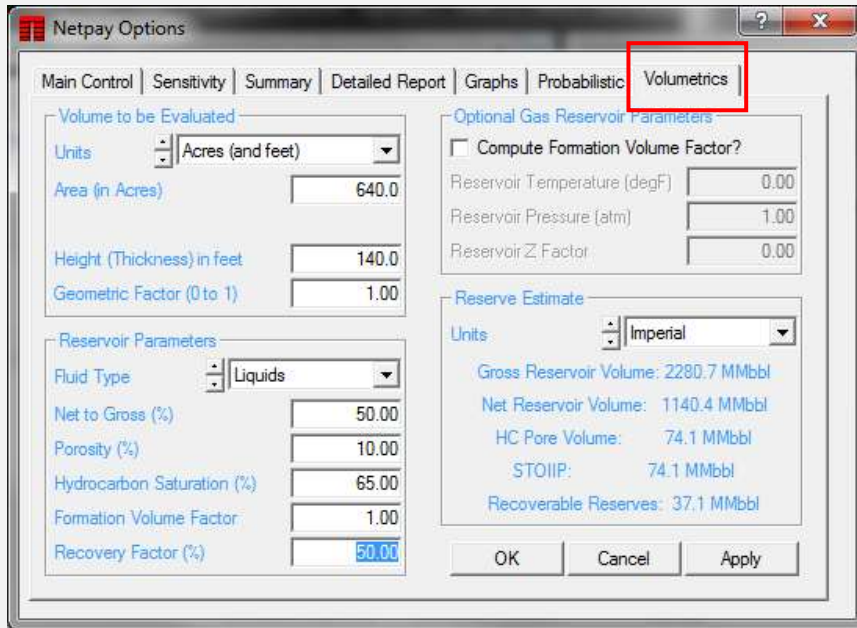 Netpay Options
?
X
Main Control
Sensitivity
Summary
Detailed Report
Graphs
Probabilistic
Volumetrics
Volume to be Evaluated
Units Acres (and feet)
Area (in Acres) 640.0
Height (Thickness) in feet 140.0
Geometric Factor (0 to 1) 1.00
Reservoir Parameters
Fluid Type Liquids
Net to Gross (%) 50.00
Porosity (%) 10.00
Hydrocarbon Saturation (%) 65.00
Formation Volume Factor 1.00
Recovery Factor (%) 50.00
Optional Gas Reservoir Parameters
Compute Formation Volume Factor?
Reservoir Temperature (degF) 0.00
Reservoir Pressure (atm) 1.00
Reservoir Z Factor 0.00
Reserve Estimate
Units Imperial
Gross Reservoir Volume: 2280.7 MMbbl
Net Reservoir Volume: 1140.4 MMbbl
HC Pore Volume: 74.1 MMbbl
STOIIP: 74.1 MMbbl
Recoverable Reserves: 37.1 MMbbl
OK
Cancel
Apply